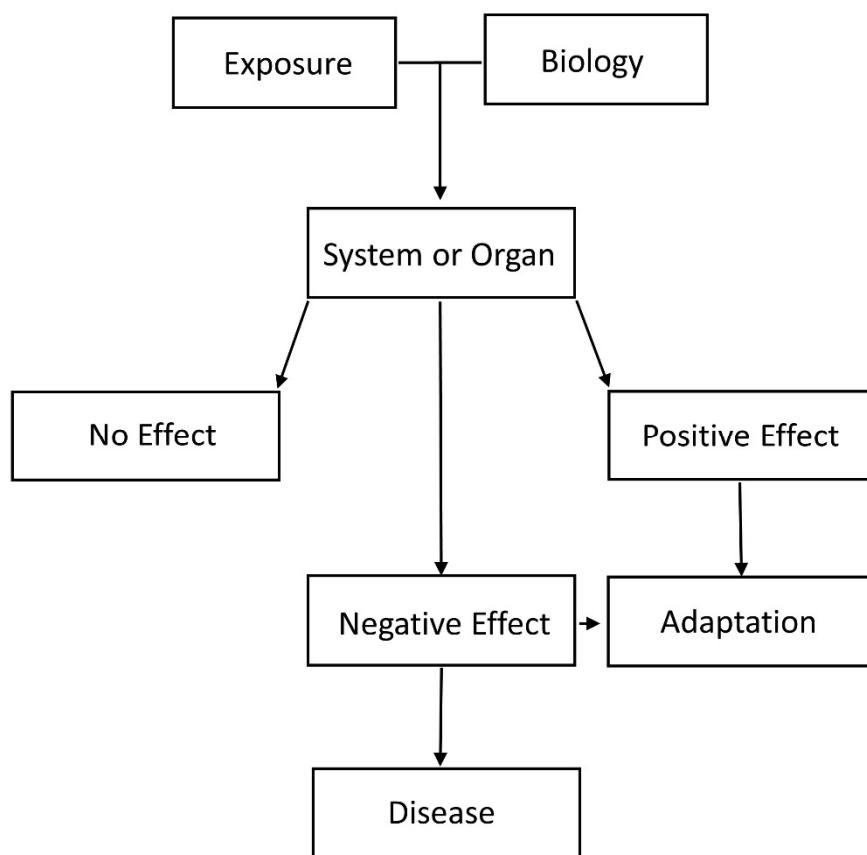 Exposure
Biology
System or Organ
No Effect
Positive Effect
Negative Effect
Adaptation
Disease